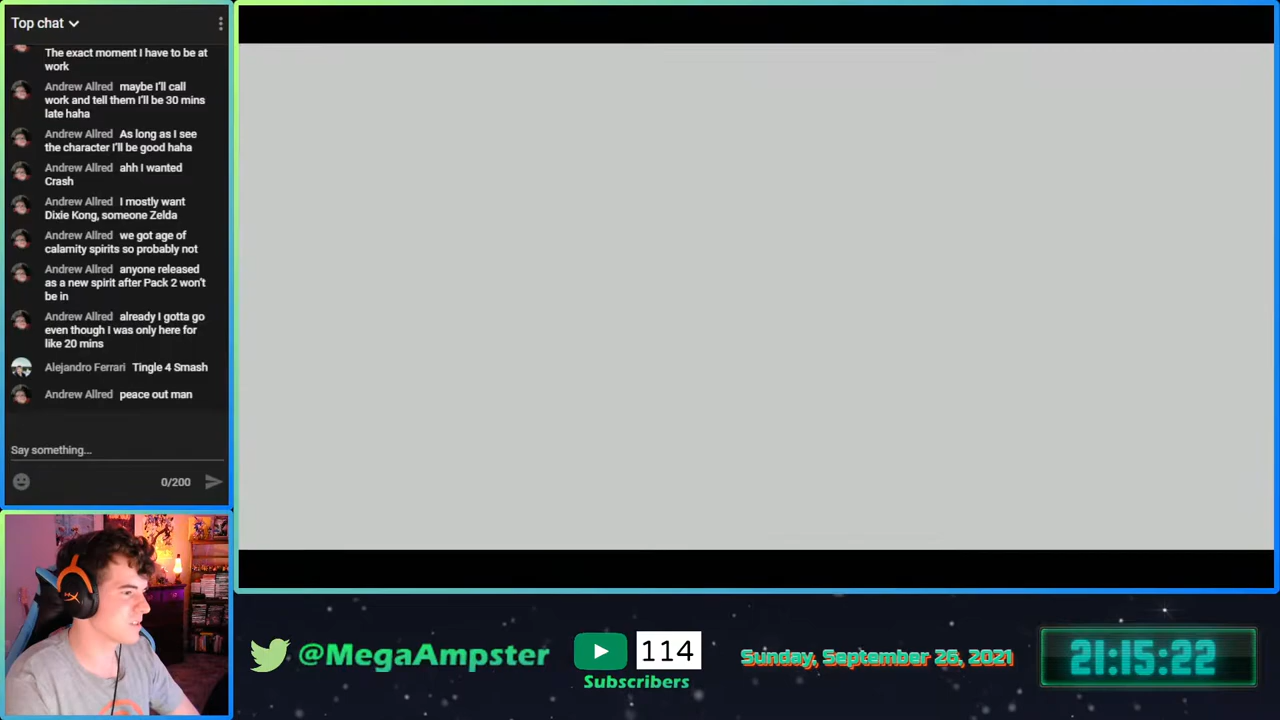 Top chat
The exact moment I have to be at
work
Andrew Allred maybe I'll call
work and tell them I'll be 30 mins
late haha
Andrew Allred As long as I see
the character I'll be good haha
Andrew Allred ahh I wanted
Crash
Andrew Allred I mostly want
Dixie Kong, someone Zelda
Andrew Allred we got age of
calamity spirits so probably not
Andrew Allred anyone released
as a new spirit after Pack 2 won't
be in
Andrew Allred already I gotta go
even though I was only here for
like 20 mins
Alejandro Ferrari Tingle 4 Smash
Andrew Allred peace out man
Say something...
0/200
@MegaAmpster
114
Subscribers
Sunday, September 26, 2021
21:15:22